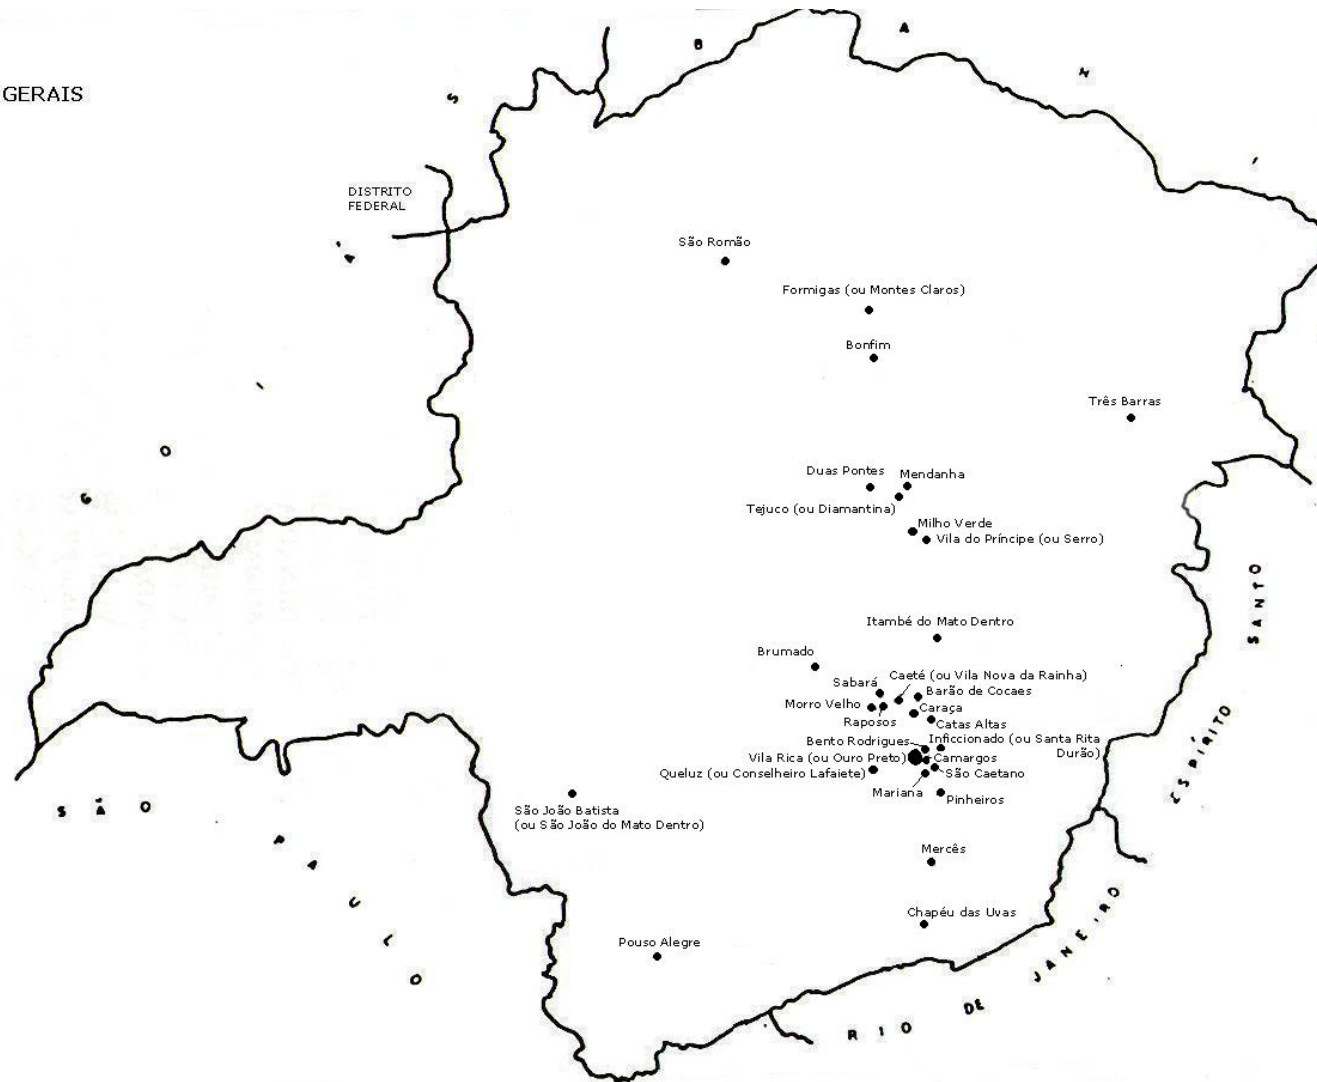 B A H I A
GERAIS
DISTRITO
FEDERAL
G O I Á S
São Romão
Formigas (ou Montes Claros)
Bonfim
Três Barras
Duas Pontes
Mendanha
Tejuco (ou Diamantina)
Milho Verde
Vila do Príncipe (ou Serro)
Itambé do Mato Dentro
Brumado
Caeté (ou Vila Nova da Rainha)
Sabará
Barão de Cocaes
Morro Velho
Caraça
Raposos
Catas Altas
Bento Rodrigues
Inficcionado (ou Santa Rita
Durão)
Vila Rica (ou Ouro Preto)
Camargos
Queluz (ou Conselheiro Lafaiete)
São Caetano
Mariana
Pinheiros
São João Batista
(ou São João do Mato Dentro)
Mercês
Chapéu das Uvas
Pouso Alegre
ESPÍRITO SANTO
SÃO PAULO
RIO DE JANEIRO